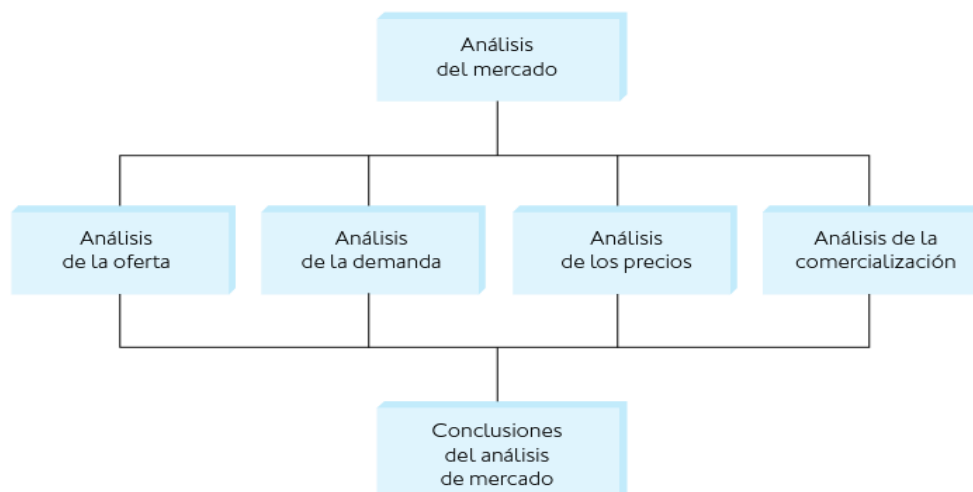 Análisis
del mercado
Análisis
de la oferta
Análisis
de la demanda
Análisis
de los precios
Análisis de la
comercialización
Conclusiones
del análisis
de mercado